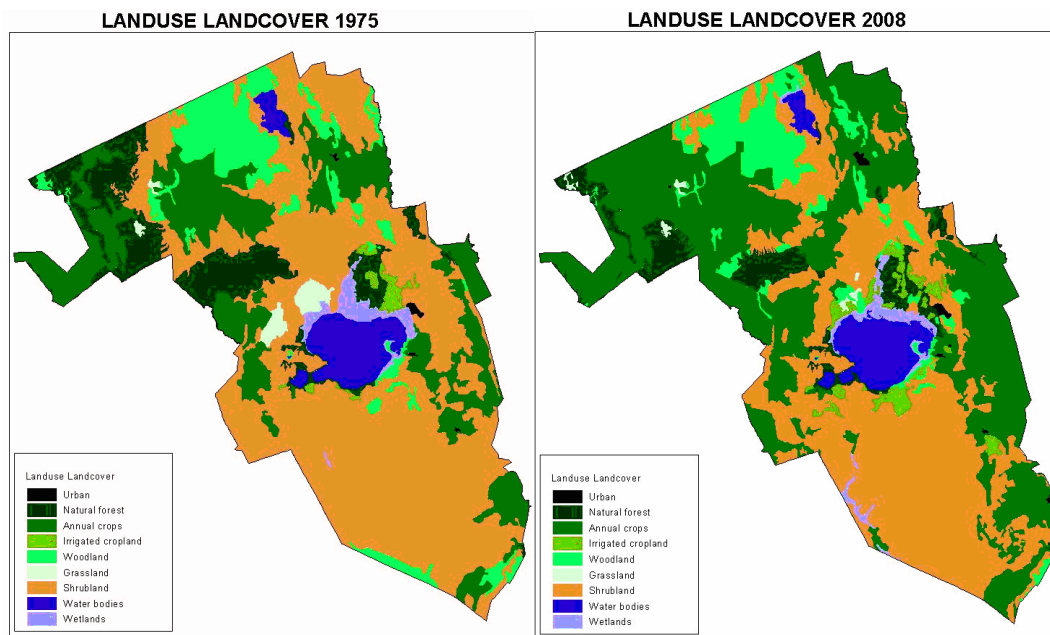 LANDUSE LANDCOVER 1975
LANDUSE LANDCOVER 2008
Landuse Landcover
Urban
Natural forest
Annual crops
Irrigated cropland
Woodland
Grassland
Shrubland
Water bodies
Wetlands
Landuse Landcover
Urban
Natural forest
Annual crops
Irrigated cropland
Woodland
Grassland
Shrubland
Water bodies
Wetlands